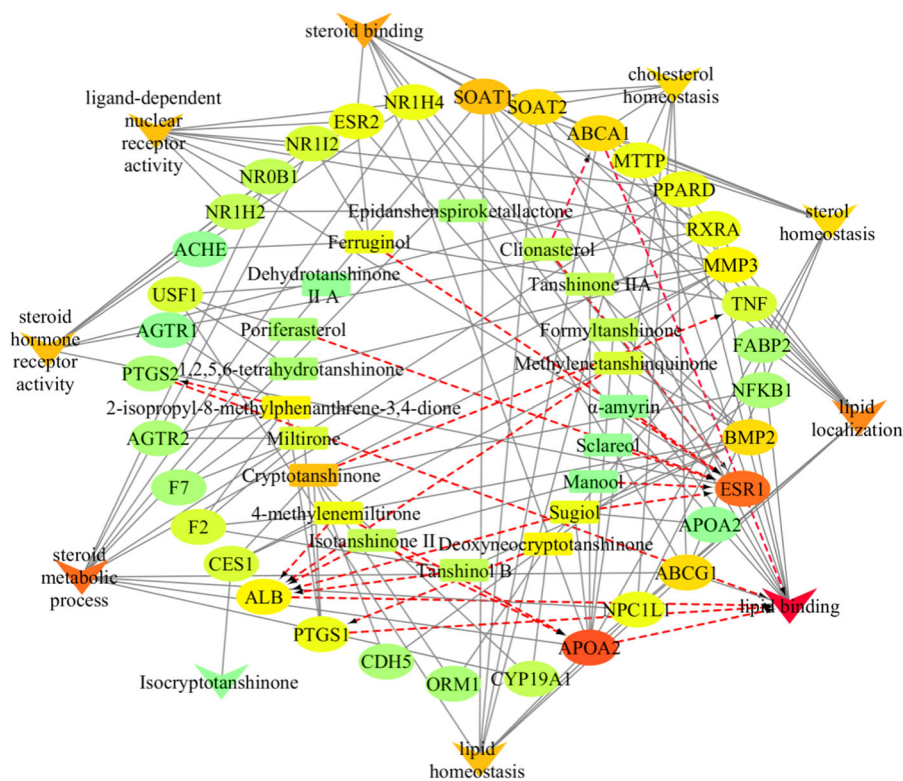 steroid binding
cholesterol
homeostasis
ligand-dependent
nuclear
receptor
activity
NR1H4
SOAT1
SOAT2
ESR2
ABCA1
NR1I2
MTTP
NR0B1
PPARD
NR1H2
Epidanshenspiroketallactone
RXRA
sterol
homeostasis
ACHE
Ferruginol
Clionasterol
MMP3
Dehydrotanshinone
II A
Tanshinone IIA
USF1
TNF
AGTR1
Poriferasterol
Formyltanshinone
steroid
hormone
receptor
activity
FABP2
PTGS2
1,2,5,6-tetrahydrotanshinone
Methylenetanshinquinone
NFKB1
2-isopropyl-8-methylphenanthrene-3,4-dione
α-amyrin
lipid
localization
AGTR2
Miltirone
Sclareol
BMP2
F7
Cryptotanshinone
Manool
ESR1
F2
4-methylenemiltirone
Sugiol
APOA2
steroid
metabolic
process
Isotanshinone II
Deoxyneocryptotanshinone
CES1
Tanshinol B
ABCG1
ALB
NPC1L1
lipid binding
PTGS1
APOA2
CDH5
ORM1
CYP19A1
Isocryptotanshinone
lipid
homeostasis